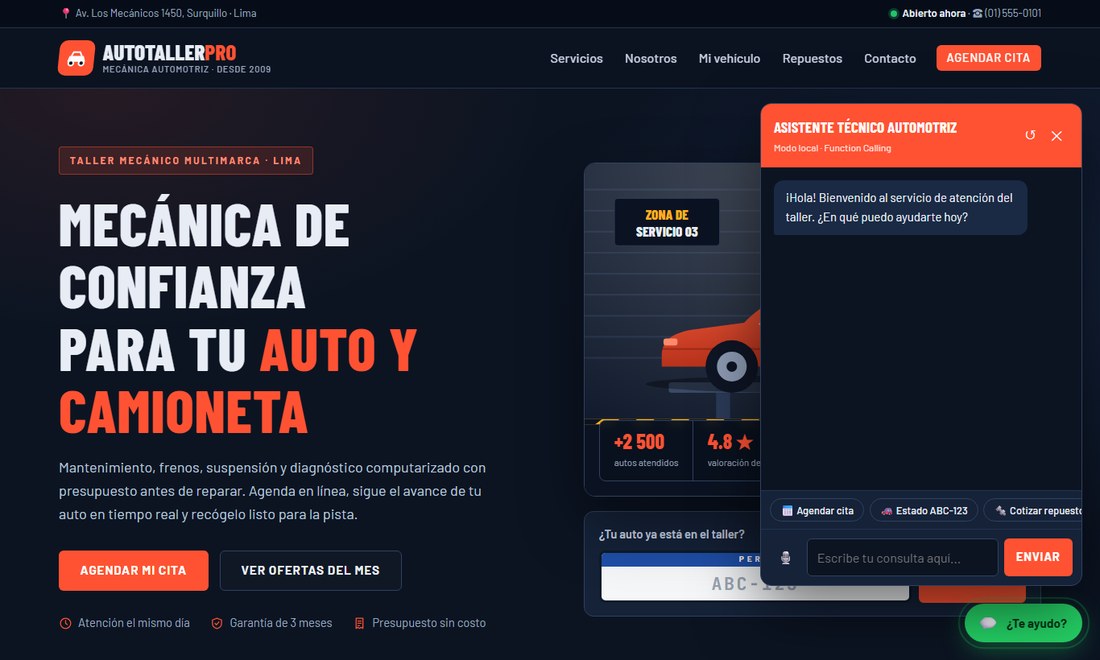 Av. Los Mecánicos 1450, Surquillo · Lima
Abierto ahora · ☎ (01) 555-0101
AUTOTALLERPRO
MECÁNICA AUTOMOTRIZ · DESDE 2009
Servicios
Nosotros
Mi vehículo
Repuestos
Contacto
AGENDAR CITA
TALLER MECÁNICO MULTIMARCA · LIMA
MECÁNICA DE
CONFIANZA
PARA TU AUTO Y
CAMIONETA
Mantenimiento, frenos, suspensión y diagnóstico computarizado con
presupuesto antes de reparar. Agenda en línea, sigue el avance de tu
auto en tiempo real y recógelo listo para la pista.
AGENDAR MI CITA
VER OFERTAS DEL MES
Atención el mismo día
Garantía de 3 meses
Presupuesto sin costo
ZONA DE
SERVICIO 03
+2 500
autos atendidos
4.8 ★
valoración de
¿Tu auto ya está en el taller?
PER
ABC-123
ASISTENTE TÉCNICO AUTOMOTRIZ
Modo local · Function Calling
¡Hola! Bienvenido al servicio de atención del
taller. ¿En qué puedo ayudarte hoy?
Agendar cita
Estado ABC-123
Cotizar repuesto
Escribe tu consulta aquí...
ENVIAR
¿Te ayudo?